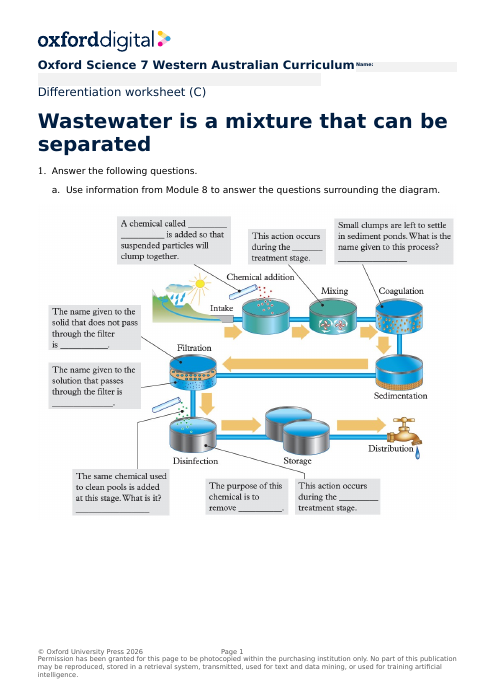 oxforddigital
Oxford Science 7 Western Australian Curriculum Name:
Differentiation worksheet (C)
Wastewater is a mixture that can be
separated
1. Answer the following questions.
a. Use information from Module 8 to answer the questions surrounding the diagram.
A chemical called ________
________ is added so that
suspended particles will
clump together.
This action occurs
during the ______
treatment stage.
Small clumps are left to settle
in sediment ponds. What is the
name given to this process?
______________
Chemical addition
Mixing
Coagulation
Intake
The name given to the
solid that does not pass
through the filter
is __________.
Filtration
The name given to the
solution that passes
through the filter is
_____________.
Sedimentation
Distribution
Disinfection
Storage
The same chemical used
to clean pools is added
at this stage. What is it?
_______________
The purpose of this
chemical is to
remove _________.
This action occurs
during the ________
treatment stage.
© Oxford University Press 2026 Page 1
Permission has been granted for this page to be photocopied within the purchasing institution only. No part of this publication
may be reproduced, stored in a retrieval system, transmitted, used for text and data mining, or used for training artificial
intelligence.